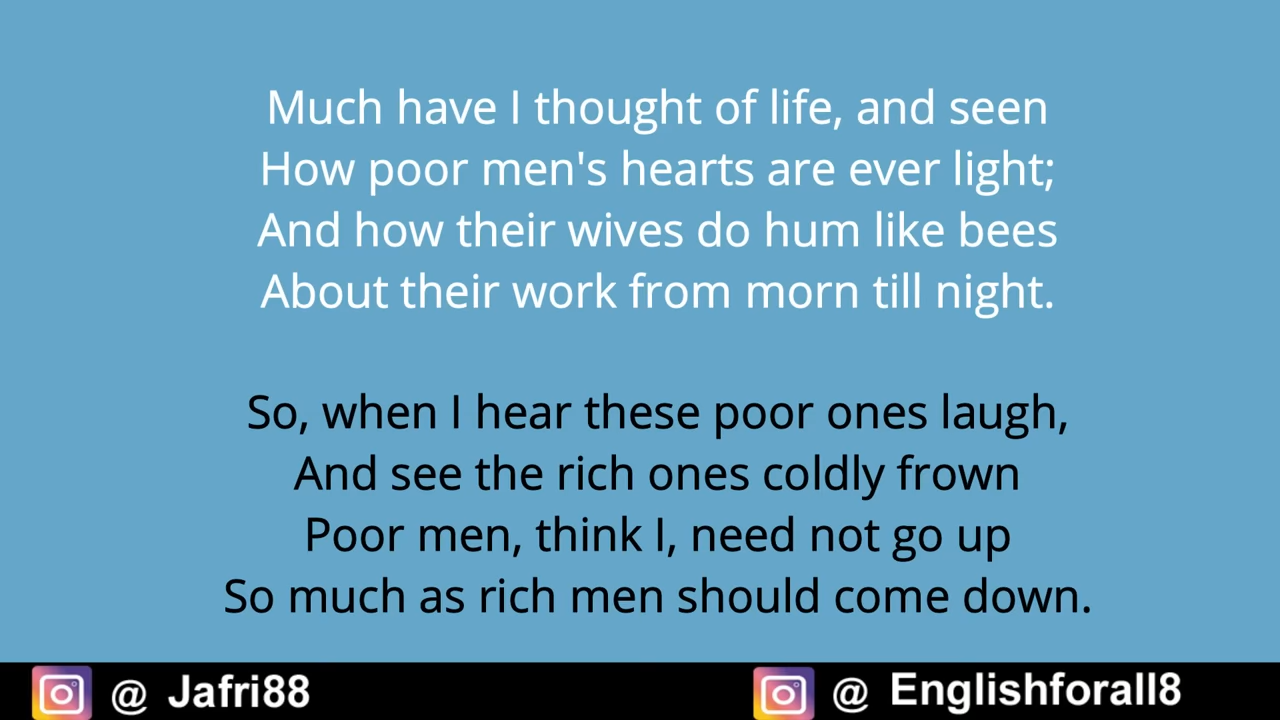 Much have I thought of life, and seen
How poor men's hearts are ever light;
And how their wives do hum like bees
About their work from morn till night.
So, when I hear these poor ones laugh,
And see the rich ones coldly frown
Poor men, think I, need not go up
So much as rich men should come down.
@ Jafri88
@ Englishforall8